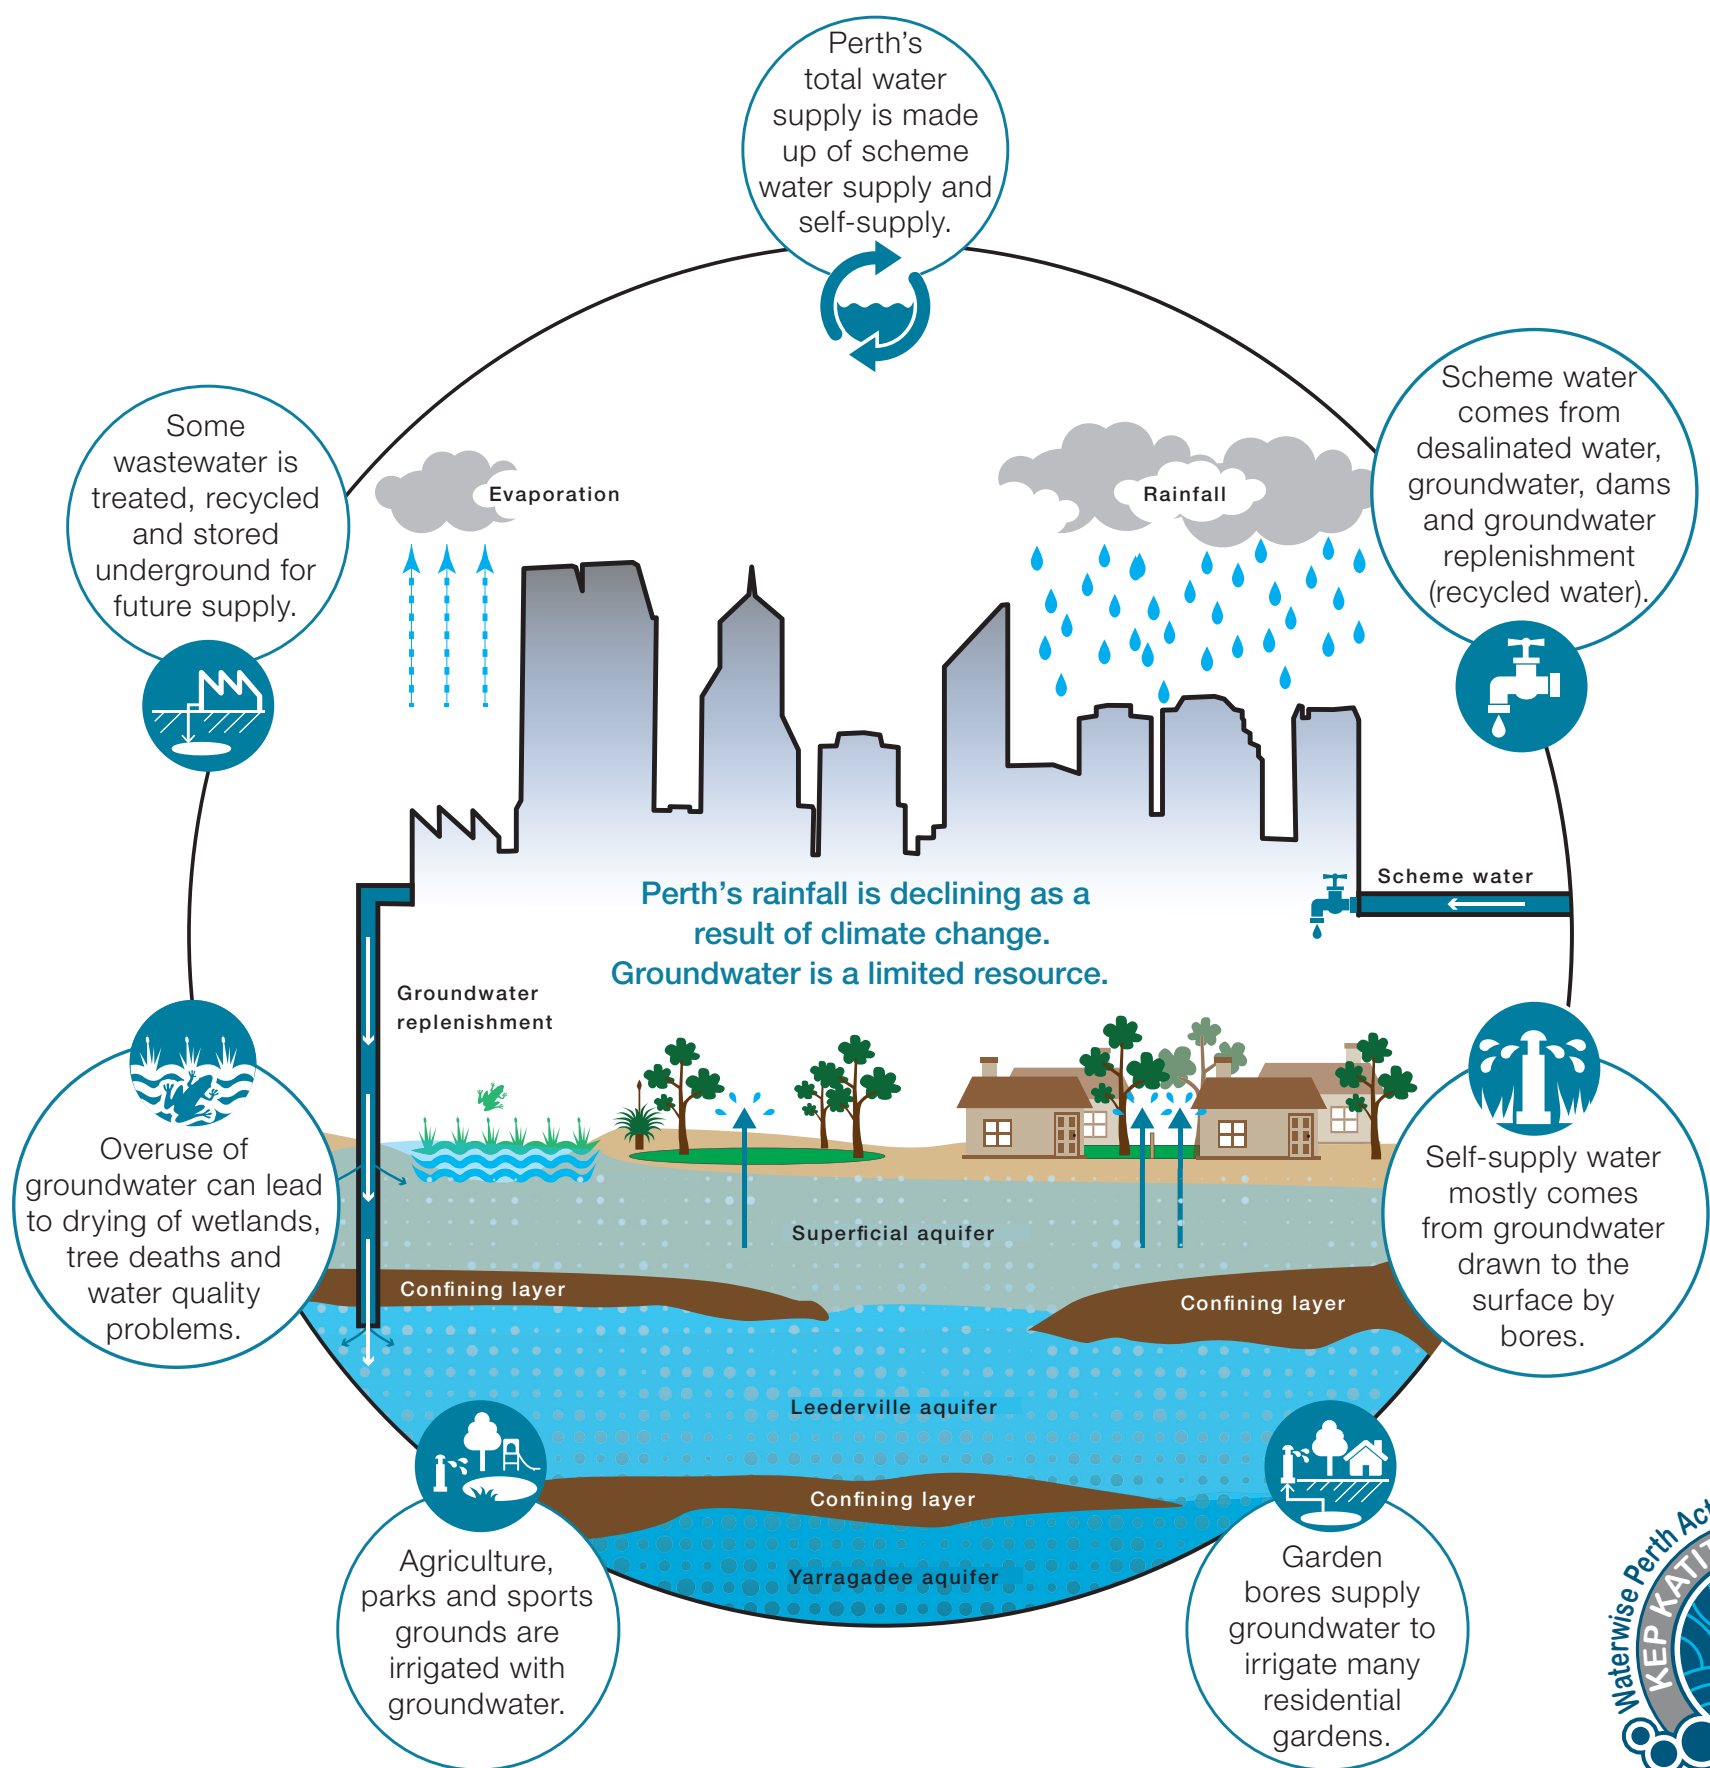 Perth's
total water
supply is made
up of scheme
water supply and
self-supply.
Some
wastewater is
treated, recycled
and stored
underground for
future supply.
Evaporation
Rainfall
Scheme water
comes from
desalinated water,
groundwater, dams
and groundwater
replenishment
(recycled water).
Scheme water
Perth's rainfall is declining as a
result of climate change.
Groundwater is a limited resource.
Groundwater
replenishment
Overuse of
groundwater can lead
to drying of wetlands,
tree deaths and
water quality
problems.
Self-supply water
mostly comes
from groundwater
drawn to the
surface by
bores.
Superficial aquifer
Confining layer
Confining layer
Leederville aquifer
Confining layer
Yarragadee aquifer
Agriculture,
parks and sports
grounds are
irrigated with
groundwater.
Garden
bores supply
groundwater to
irrigate many
residential
gardens.
Waterwise Perth
KEP